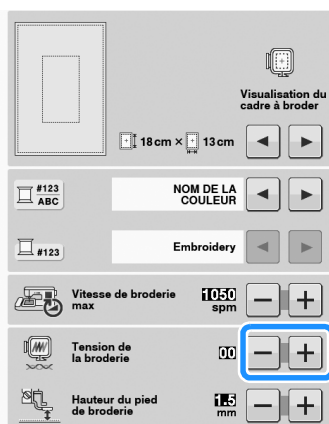 Visualisation du
cadre à broder
18 cm × 13 cm
#123
ABC
NOM DE LA
COULEUR
#123
Embroidery
Vitesse de broderie
max
1050
spm
Tension de
la broderie
00
Hauteur du pied
de broderie
1.5
mm